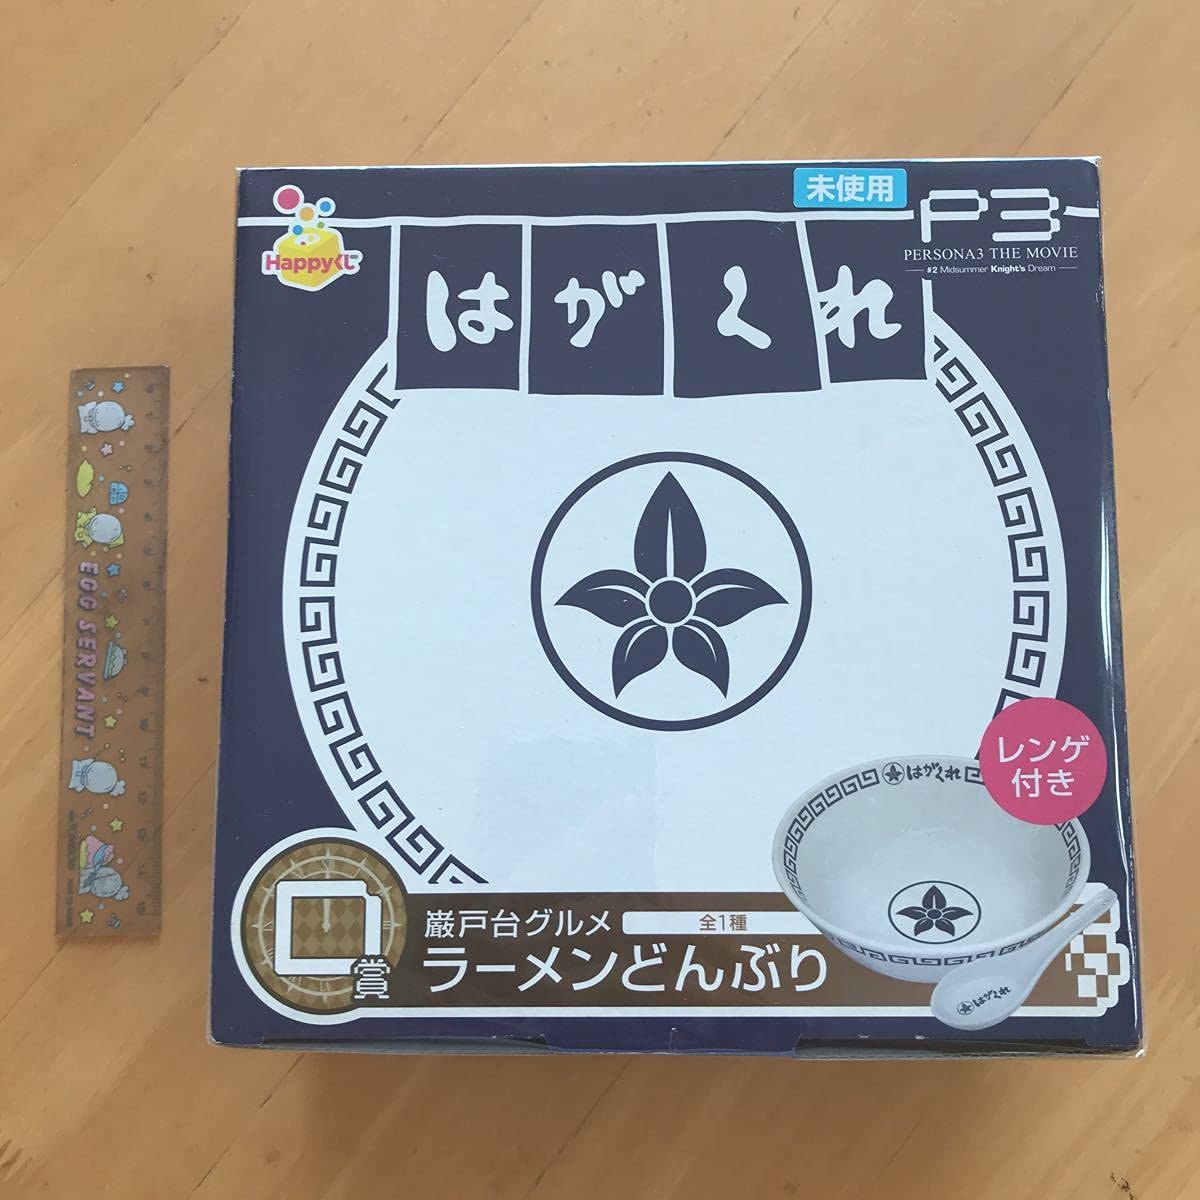 未使用
Happyくじ
P3
PERSONA3 THE MOVIE
#2 Midsummer Knight's Dream
はがくれ
EGG SERVANT
レンゲ
付き
はがくれ
D賞
巌戸台グルメ
全1種
ラーメンどんぶり
はがくれ